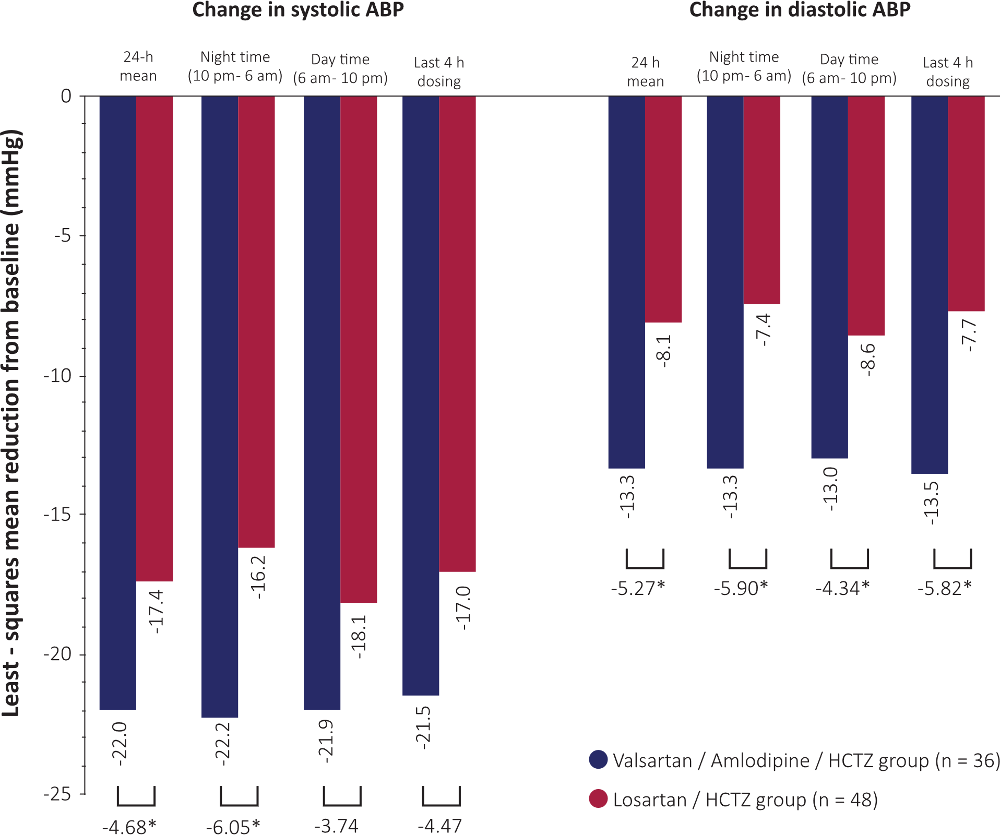 Change in systolic ABP
Change in diastolic ABP
24-h
mean
Night time
(10 pm- 6 am)
Day time
(6 am- 10 pm)
Last 4 h
dosing
24 h
mean
Night time
(10 pm- 6 am)
Day time
(6 am- 10 pm)
Last 4 h
dosing
Least - squares mean reduction from baseline (mmHg)
0
-5
-10
-15
-20
-25
-22.0
-17.4
-22.2
-16.2
-21.9
-18.1
-21.5
-17.0
-13.3
-8.1
-13.3
-7.4
-13.0
-8.6
-13.5
-7.7
-4.68*
-6.05*
-3.74
-4.47
-5.27*
-5.90*
-4.34*
-5.82*
Valsartan / Amlodipine / HCTZ group (n = 36)
Losartan / HCTZ group (n = 48)